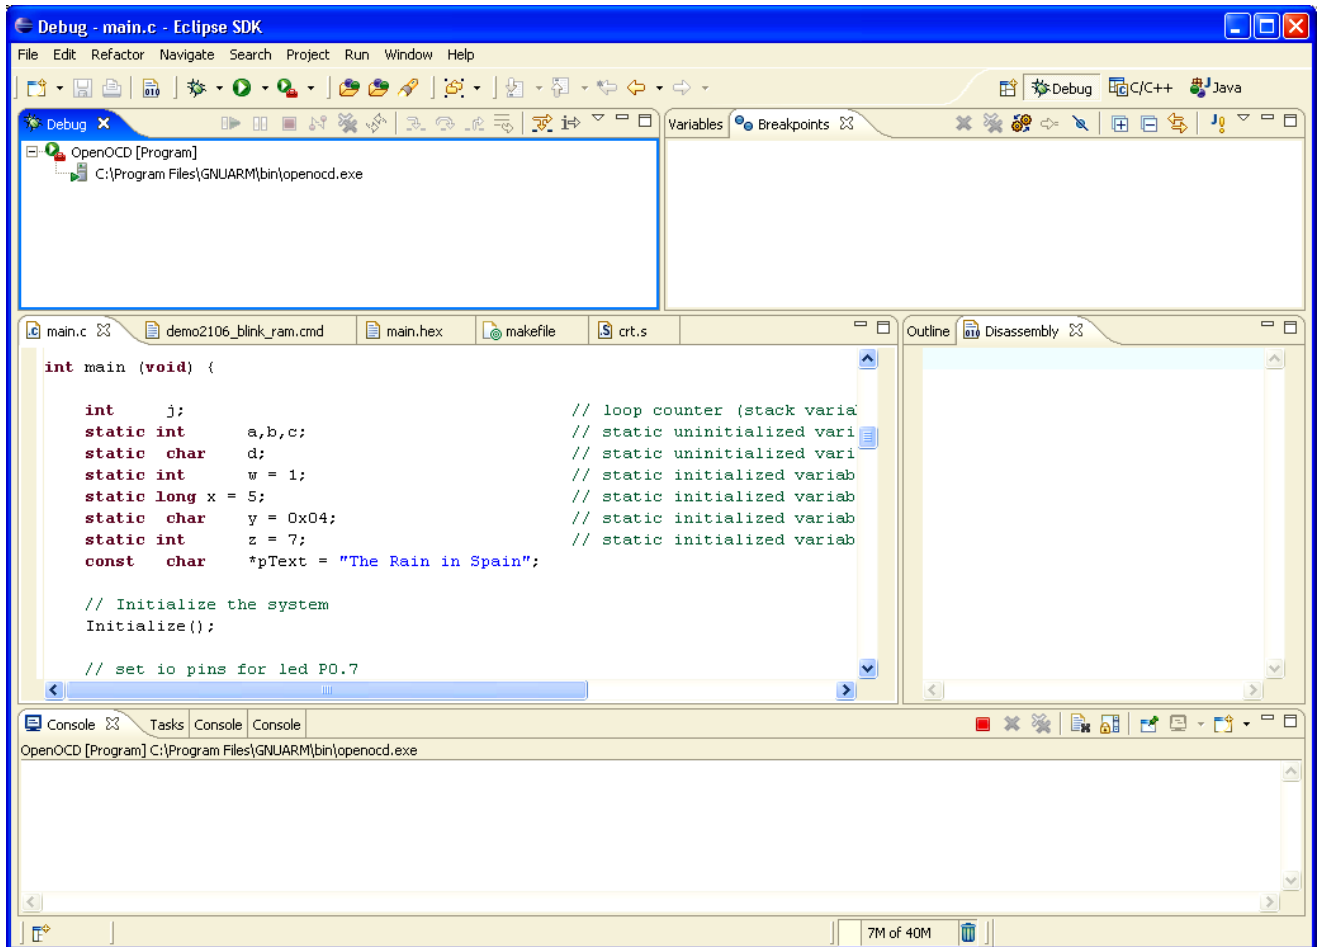 Debug - main.c - Eclipse SDK
File Edit Refactor Navigate Search Project Run Window Help
Debug C/C++ Java
Debug
OpenOCD [Program]
C:\Program Files\GNUARM\bin\openocd.exe
Variables Breakpoints
main.c demo2106_blink_ram.cmd main.hex makefile crt.s
int main (void) {
int j; // loop counter (stack varia
static int a,b,c; // static uninitialized vari
static char d; // static uninitialized vari
static int w = 1; // static initialized variab
static long x = 5; // static initialized variab
static char y = 0x04; // static initialized variab
static int z = 7; // static initialized variab
const char *pText = "The Rain in Spain";
// Initialize the system
Initialize();
// set io pins for led P0.7
Outline Disassembly
Console Tasks Console Console
OpenOCD [Program] C:\Program Files\GNUARM\bin\openocd.exe
7M of 40M